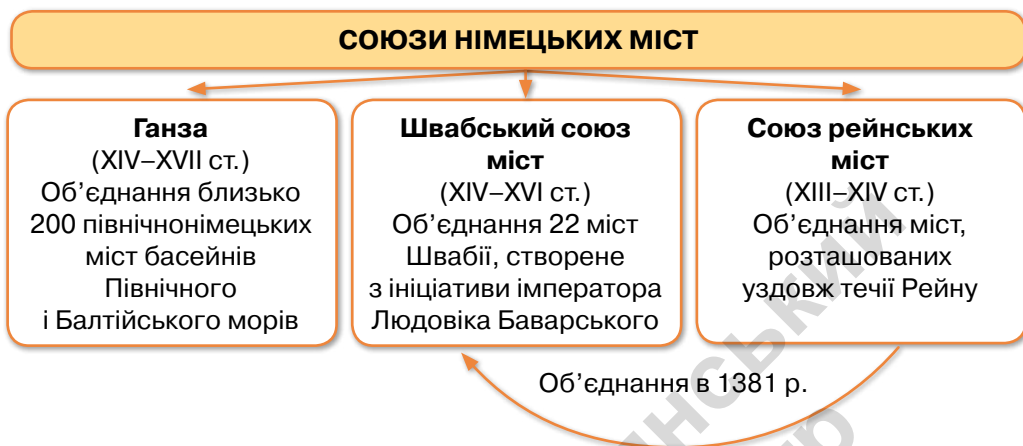 СОЮЗИ НІМЕЦЬКИХ МІСТ
Ганза
(XIV–XVII ст.)
Об’єднання близько
200 північнонімецьких
міст басейнів
Північного
і Балтійського морів
Швабський союз
міст
(XIV–XVI ст.)
Об’єднання 22 міст
Швабії, створене
з ініціативи імператора
Людовіка Баварського
Союз рейнських
міст
(XIII–XIV ст.)
Об’єднання міст,
розташованих
уздовж течії Рейну
Об’єднання в 1381 р.